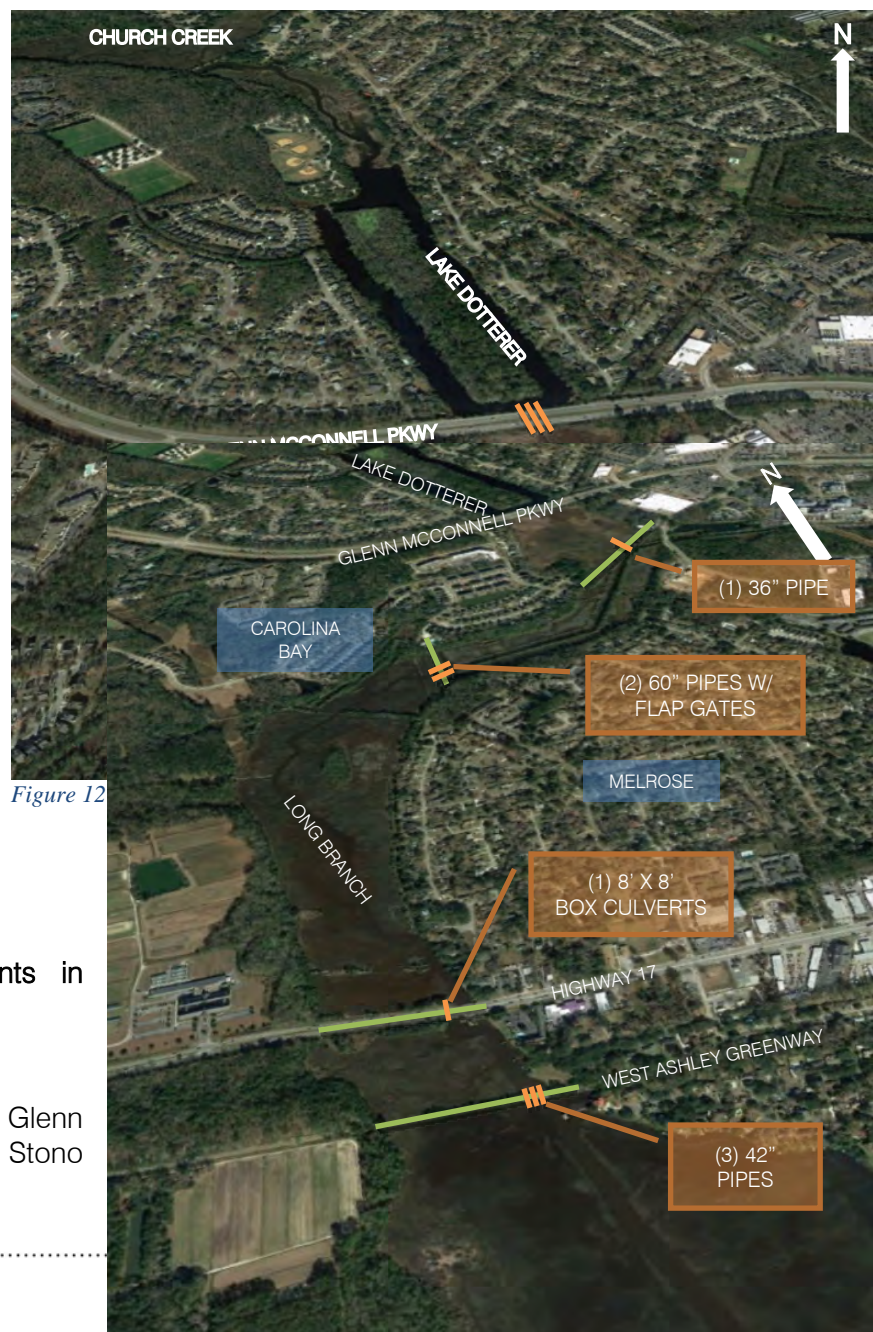 CHURCH CREEK
N
LAKE DOTTERER
MCCONNELL PKWY
LAKE DOTTERER
GLENN MCCONNELL PKWY
N
(1) 36” PIPE
CAROLINA
BAY
(2) 60” PIPES W/
FLAP GATES
MELROSE
Figure 12
LONG BRANCH
(1) 8’ X 8’
BOX CULVERTS
in
HIGHWAY 17
WEST ASHLEY GREENWAY
Glenn
Stono
(3) 42”
PIPES